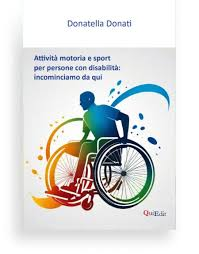 Donatella Donati
Attività motoria e sport
per persone con disabilità:
incominciamo da qui
QuiEdit